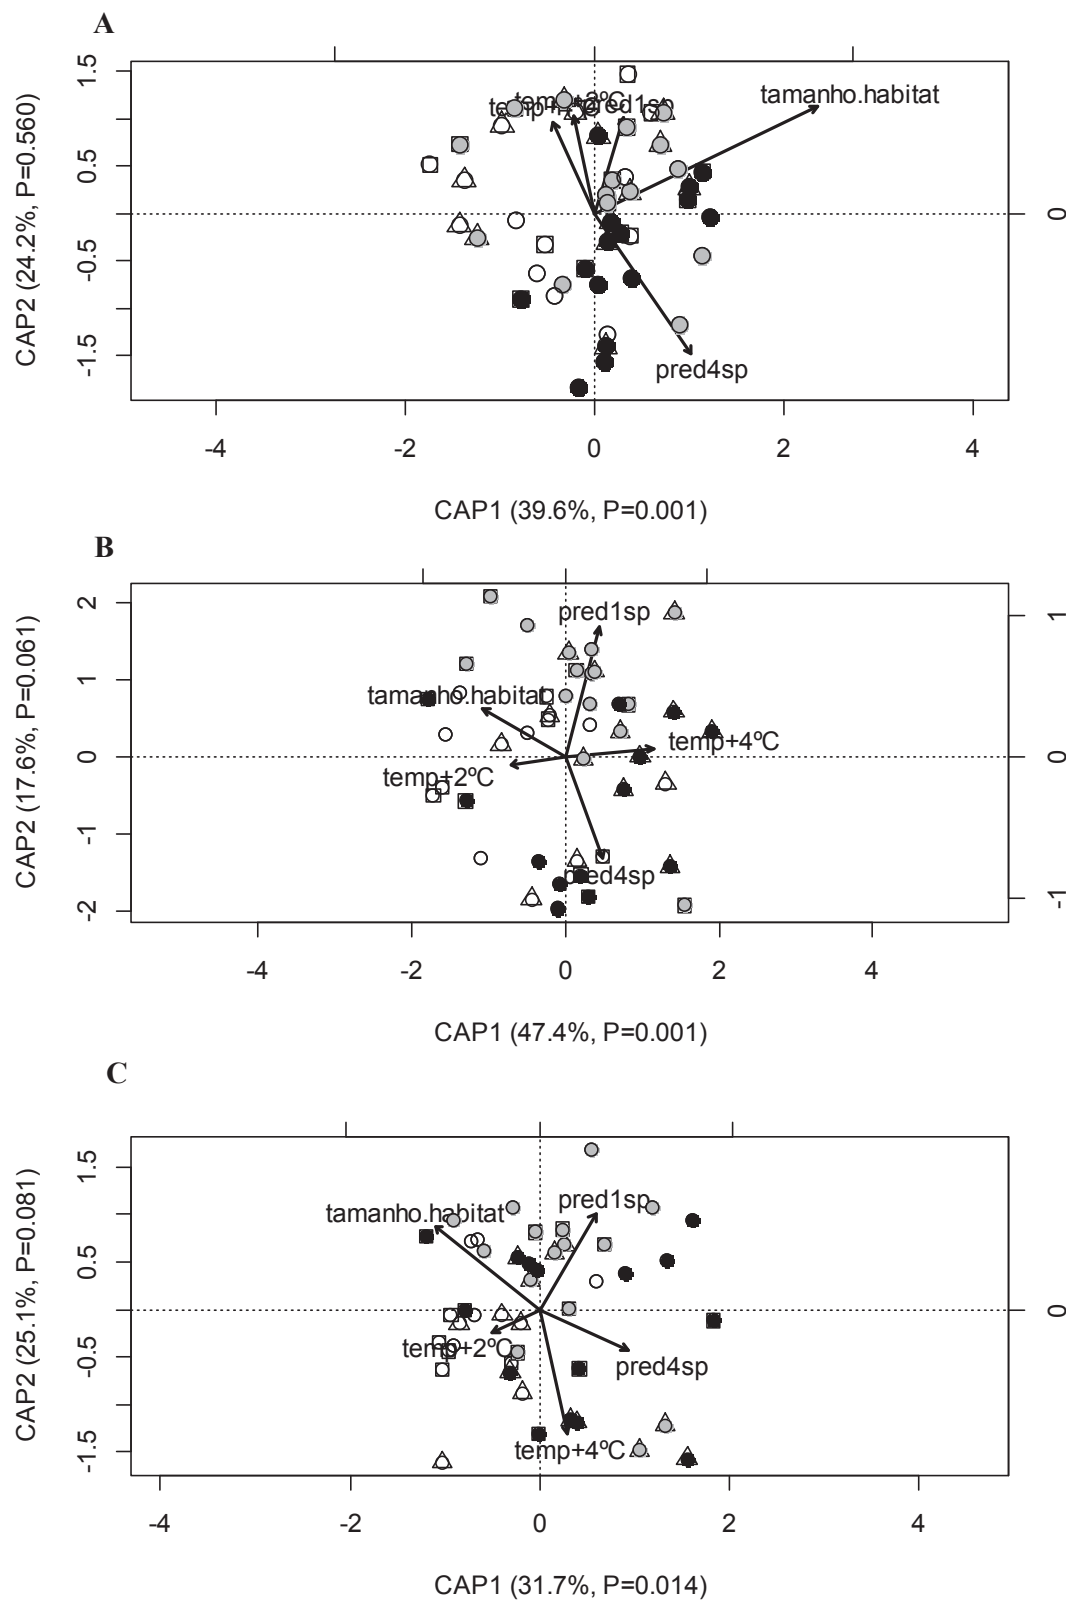 A
1.5
0.5
-0.5
-1.5
CAP2 (24.2%, P=0.560)
temp+2ºC
pred1sp
tamanho.habitat
pred4sp
0
-4
-2
0
2
4
CAP1 (39.6%, P=0.001)
B
2
1
0
-1
-2
CAP2 (17.6%, P=0.061)
pred1sp
tamanho.habitat
temp+4ºC
temp+2ºC
pred4sp
1
0
-1
-4
-2
0
2
4
CAP1 (47.4%, P=0.001)
C
1.5
0.5
-0.5
-1.5
CAP2 (25.1%, P=0.081)
pred1sp
tamanho.habitat
temp+2ºC
pred4sp
temp+4ºC
0
-4
-2
0
2
4
CAP1 (31.7%, P=0.014)